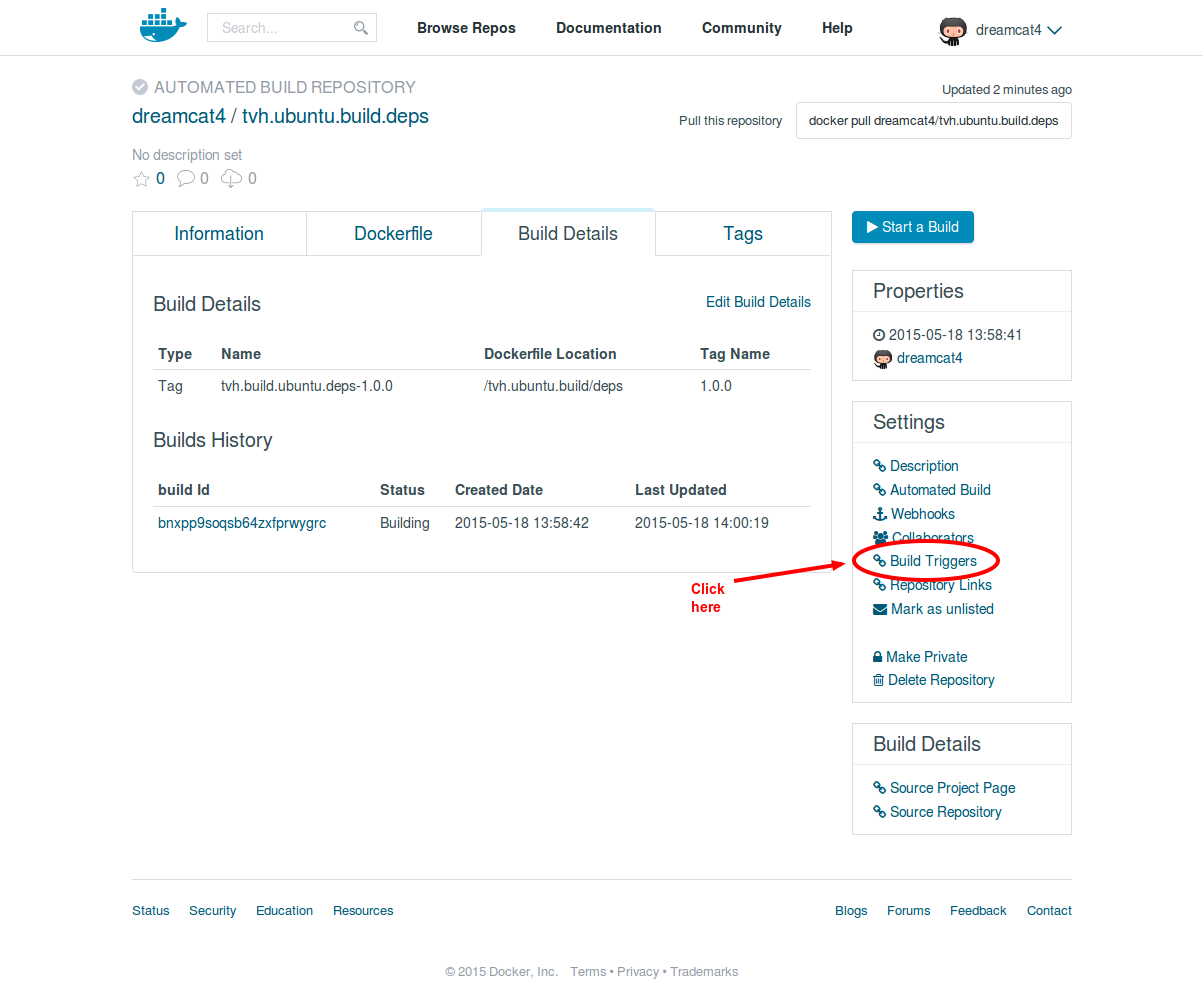 Search...
Browse Repos Documentation Community Help
dreamcat4
AUTOMATED BUILD REPOSITORY
Updated 2 minutes ago
dreamcat4 / tvh.ubuntu.build.deps
Pull this repository docker pull dreamcat4/tvh.ubuntu.build.deps
No description set
0 0 0
Information Dockerfile Build Details Tags
Start a Build
Build Details Edit Build Details
Type Name Dockerfile Location Tag Name
Tag tvh.build.ubuntu.deps-1.0.0 /tvh.ubuntu.build/deps 1.0.0
Builds History
build Id Status Created Date Last Updated
bnxpp9soqsb64zxfprwygrc Building 2015-05-18 13:58:42 2015-05-18 14:00:19
Click
here
Properties
2015-05-18 13:58:41
dreamcat4
Settings
Description
Automated Build
Webhooks
Collaborators
Build Triggers
Repository Links
Mark as unlisted
Make Private
Delete Repository
Build Details
Source Project Page
Source Repository
Status Security Education Resources Blogs Forums Feedback Contact
© 2015 Docker, Inc. Terms • Privacy • Trademarks